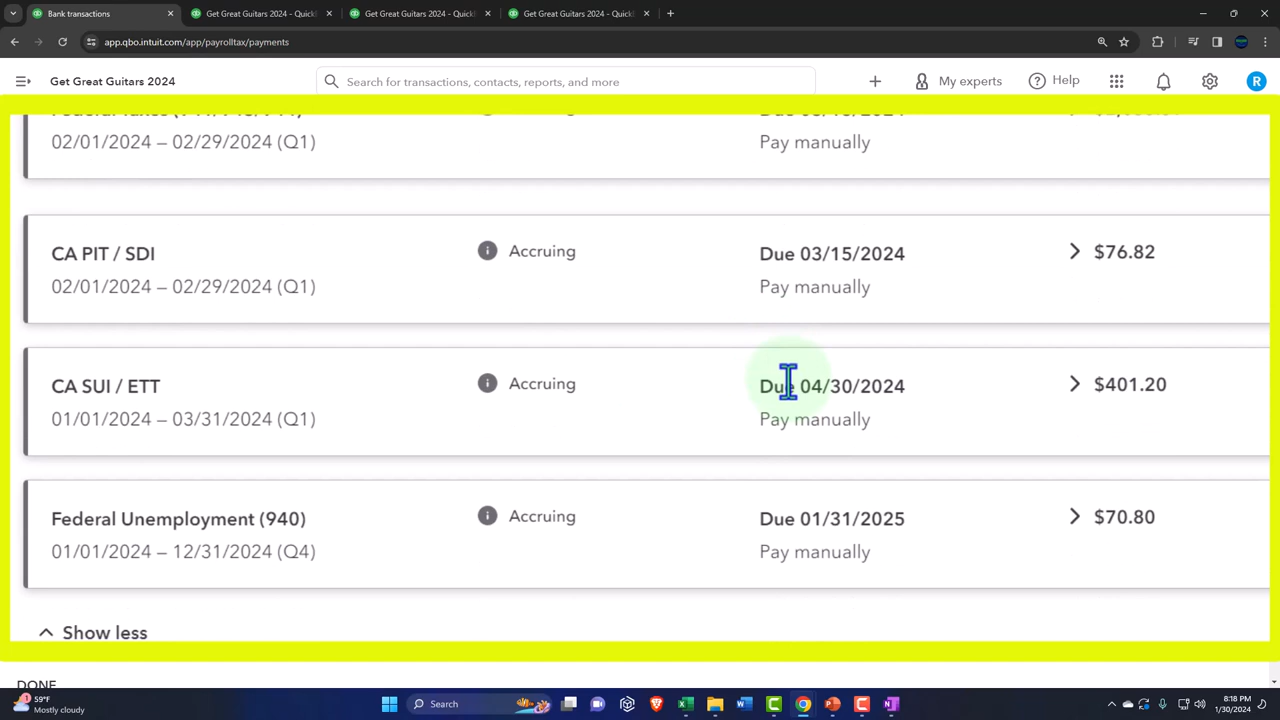 Bank transactions
Get Great Guitars 2024 - Quick
Get Great Guitars 2024 - Quick
Get Great Guitars 2024 - Quick
app.qbo.intuit.com/app/payrolltax/payments
Get Great Guitars 2024
Search for transactions, contacts, reports, and more
My experts
Help
R
02/01/2024 – 02/29/2024 (Q1)
Pay manually
CA PIT / SDI
Accruing
Due 03/15/2024
$76.82
02/01/2024 – 02/29/2024 (Q1)
Pay manually
CA SUI / ETT
Accruing
Due 04/30/2024
$401.20
01/01/2024 – 03/31/2024 (Q1)
Pay manually
Federal Unemployment (940)
Accruing
Due 01/31/2025
$70.80
01/01/2024 – 12/31/2024 (Q4)
Pay manually
Show less
DONE
1
59°F
Mostly cloudy
Search
8:18 PM
1/30/2024